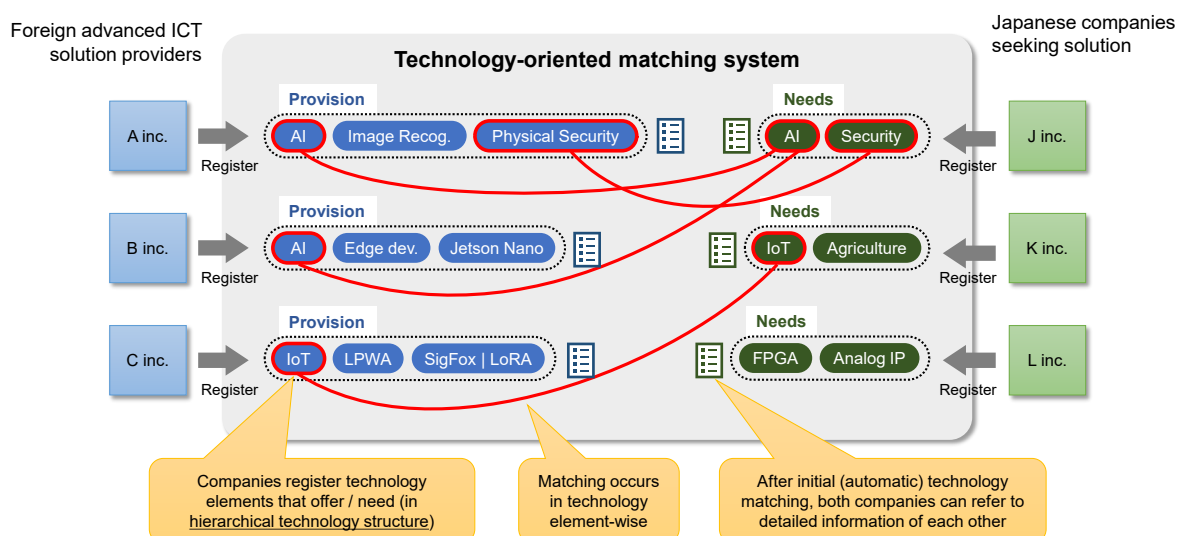 Foreign advanced ICT
solution providers
Japanese companies
seeking solution
Technology-oriented matching system
Provision
Needs
A inc.
Register
AI
Image Recog.
Physical Security
AI
Security
Register
J inc.
Provision
Needs
B inc.
Register
AI
Edge dev.
Jetson Nano
IoT
Agriculture
Register
K inc.
Provision
Needs
C inc.
Register
IoT
LPWA
SigFox | LoRA
FPGA
Analog IP
Register
L inc.
Companies register technology
elements that offer / need (in
hierarchical technology structure)
Matching occurs
in technology
element-wise
After initial (automatic) technology
matching, both companies can refer to
detailed information of each other